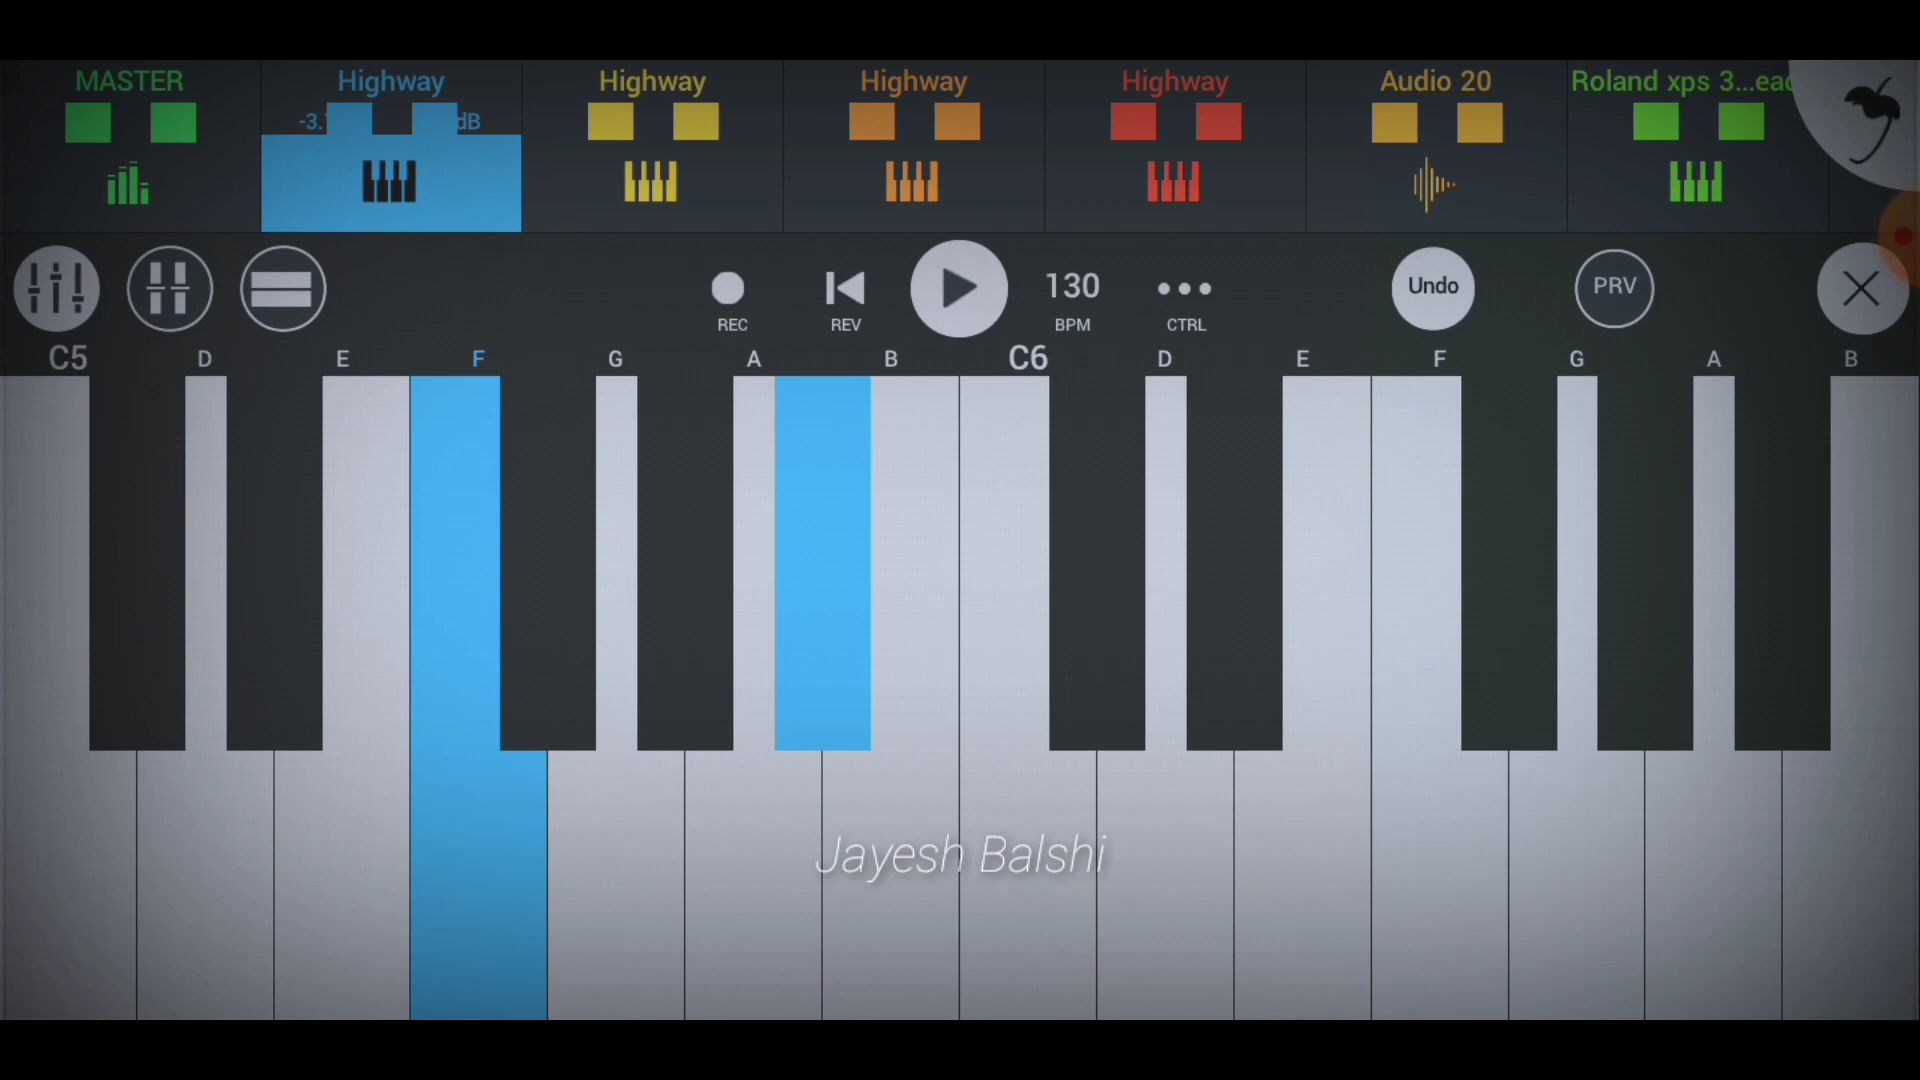 MASTER
Highway
Highway
Highway
Highway
Audio 20
Roland xps 3...
-3.
dB
REC
REV
130
BPM
CTRL
Undo
PRV
C5 D E F G A B C6 D E F G A B
Jayesh Balshi